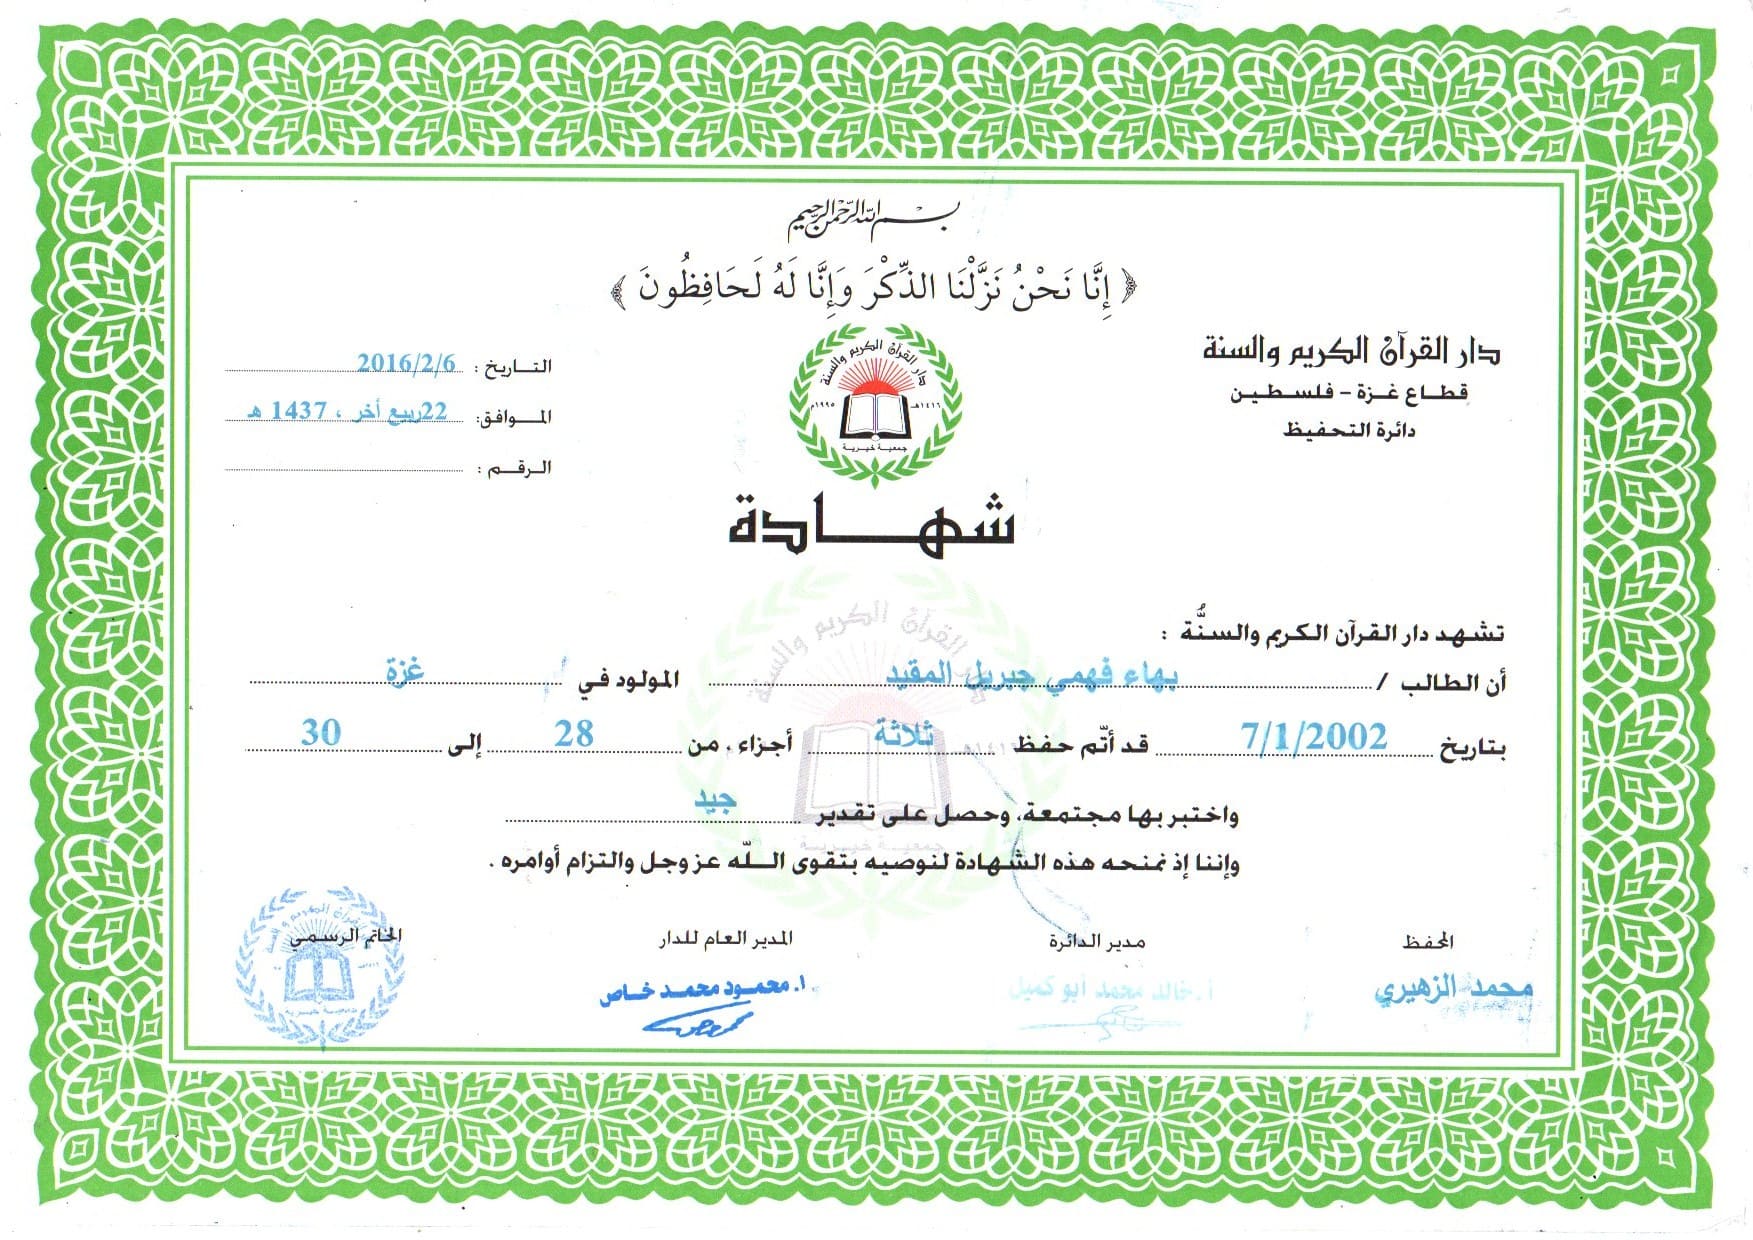 بسم الله الرحمن الرحيم
﴿ إِنَّا نَحْنُ نَزَّلْنَا الذِّكْرَ وَإِنَّا لَهُ لَحَافِظُونَ ﴾
دار القرآن الكريم والسنة
قطاع غزة - فلسطين
دائرة التحفيظ
دار القرآن الكريم والسنة
١٤١٦هـ ١٩٩٥م
جمعية خيرية
التاريخ : 2016/2/6
الموافق: 22ربيع أخر ، 1437 هـ
الرقم :
شهادة
تشهد دار القرآن الكريم والسنُّة :
أن الطالب / بهاء فهمي جبريل المقيد المولود في غزة
بتاريخ 7/1/2002 قد أتّم حفظ ثلاثة أجزاء ، من 28 إلى 30
واختبر بها مجتمعة، وحصل على تقدير جيد
وإننا إذ نمنحه هذه الشهادة لنوصيه بتقوى اللّه عز وجل والتزام أوامره .
المحفظ
محمد الزهيري
مدير الدائرة
أ. خالد محمد أبو كميل
المدير العام للدار
ا. محمود محمد خاص
الخاتم الرسمي